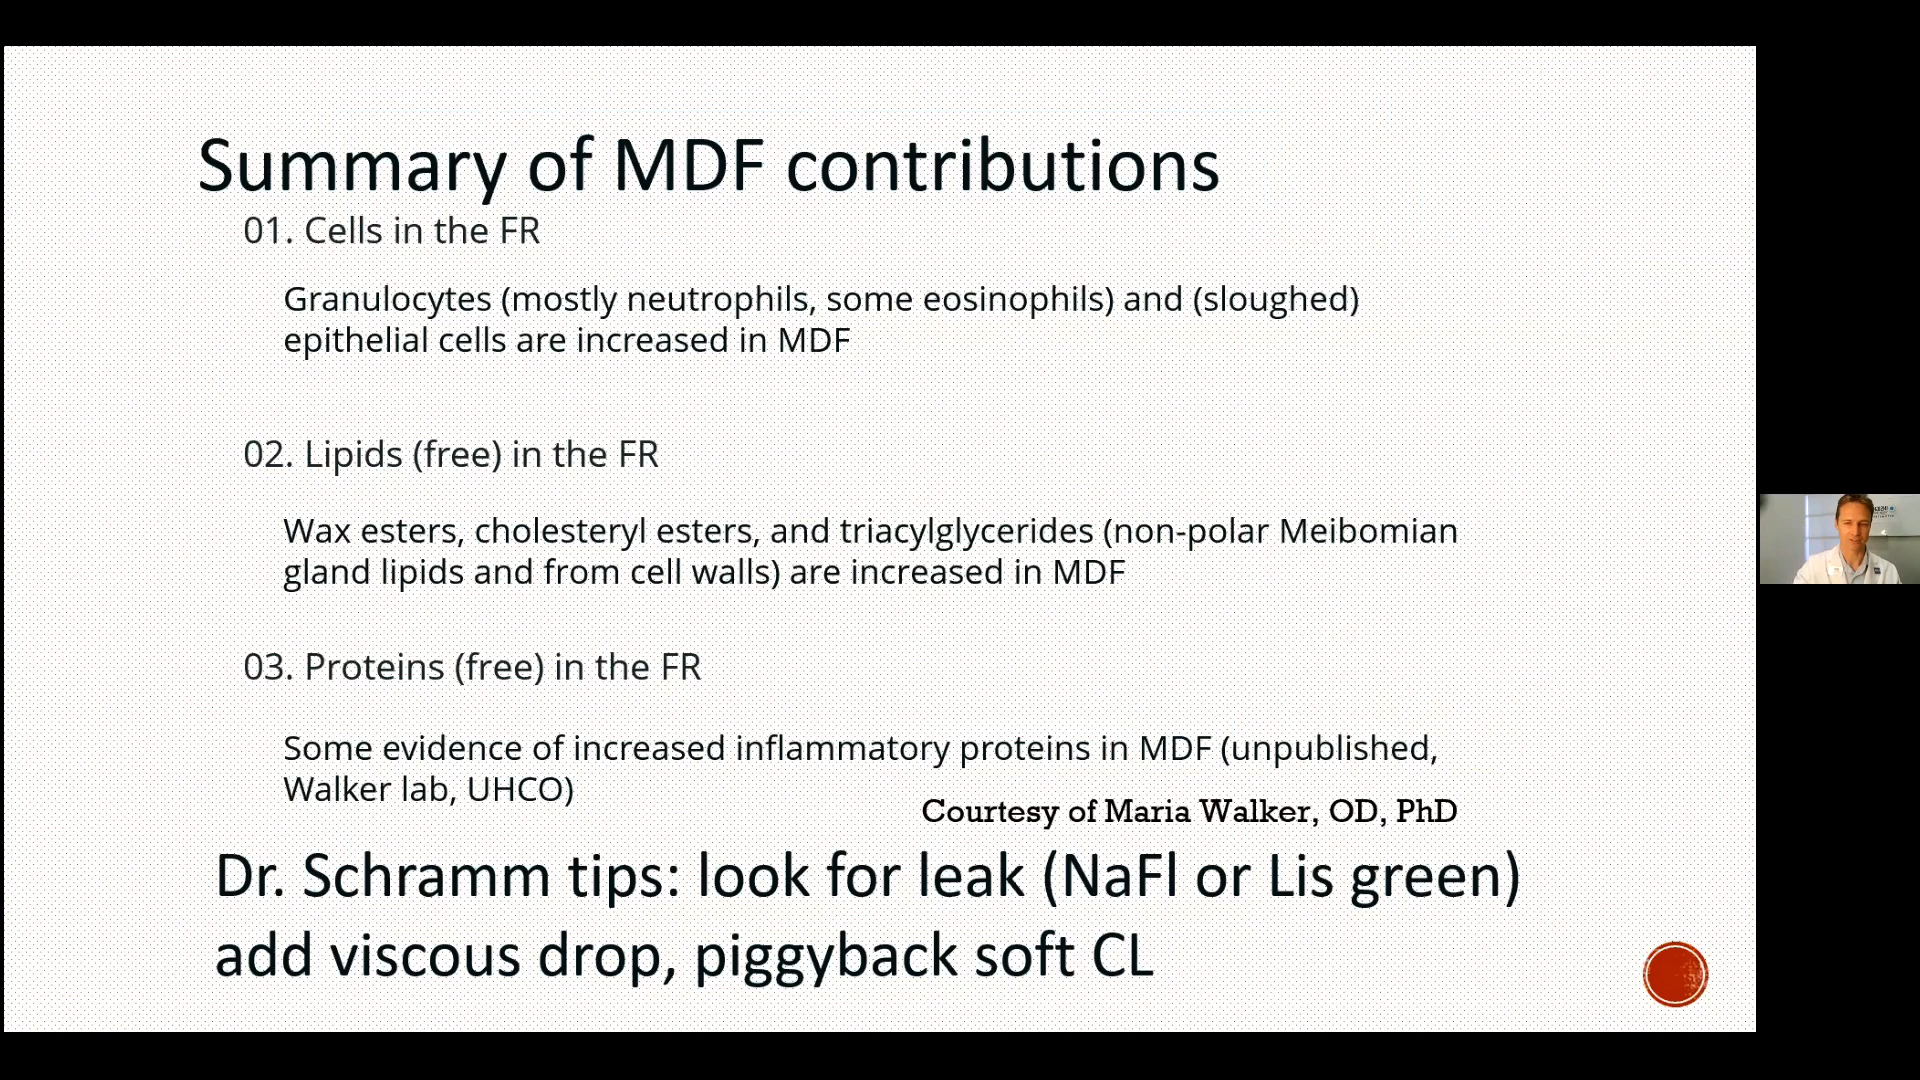 Summary of MDF contributions
01. Cells in the FR
Granulocytes (mostly neutrophils, some eosinophils) and (sloughed)
epithelial cells are increased in MDF
02. Lipids (free) in the FR
Wax esters, cholesteryl esters, and triacylglycerides (non-polar Meibomian
gland lipids and from cell walls) are increased in MDF
03. Proteins (free) in the FR
Some evidence of increased inflammatory proteins in MDF (unpublished,
Walker lab, UHCO)
Courtesy of Maria Walker, OD, PhD
Dr. Schramm tips: look for leak (NaFl or Lis green)
add viscous drop, piggyback soft CL